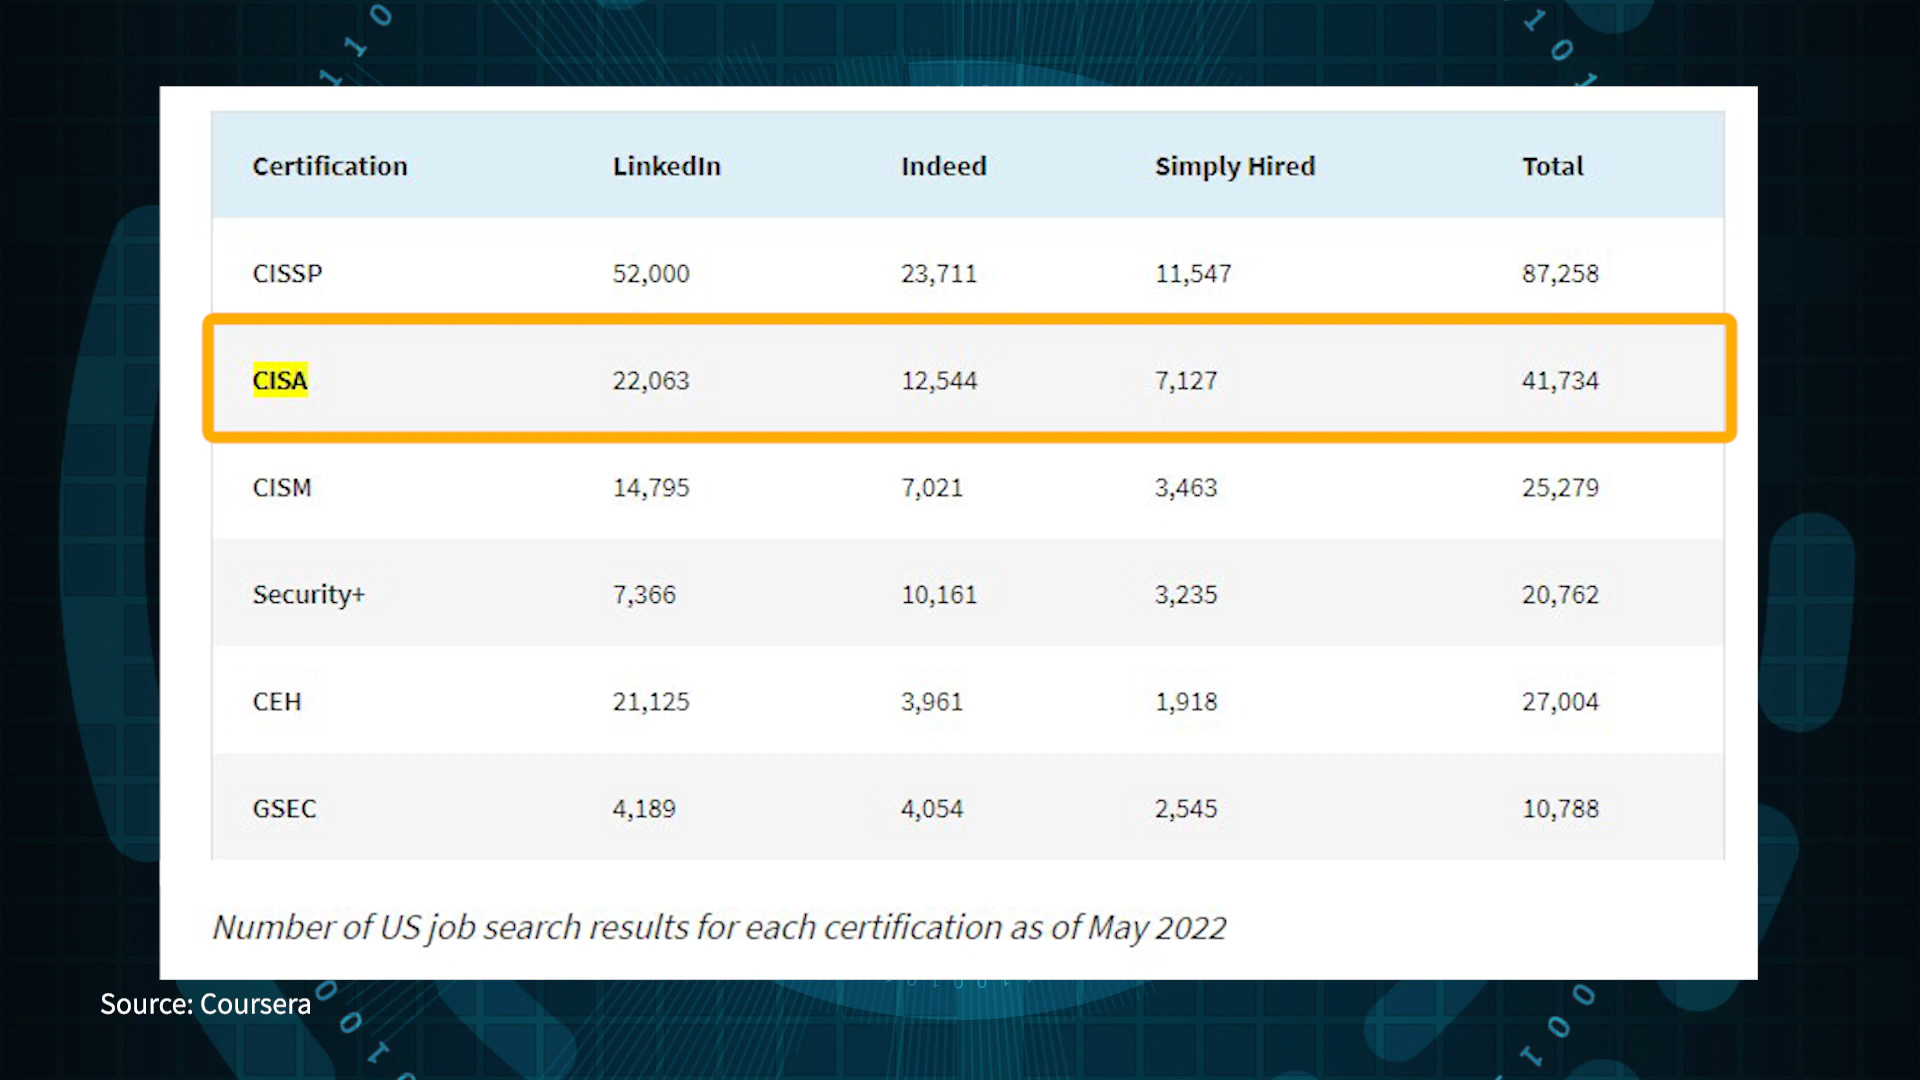 Certification LinkedIn Indeed Simply Hired Total
CISSP 52,000 23,711 11,547 87,258
CISA 22,063 12,544 7,127 41,734
CISM 14,795 7,021 3,463 25,279
Security+ 7,366 10,161 3,235 20,762
CEH 21,125 3,961 1,918 27,004
GSEC 4,189 4,054 2,545 10,788
Number of US job search results for each certification as of May 2022
Source: Coursera